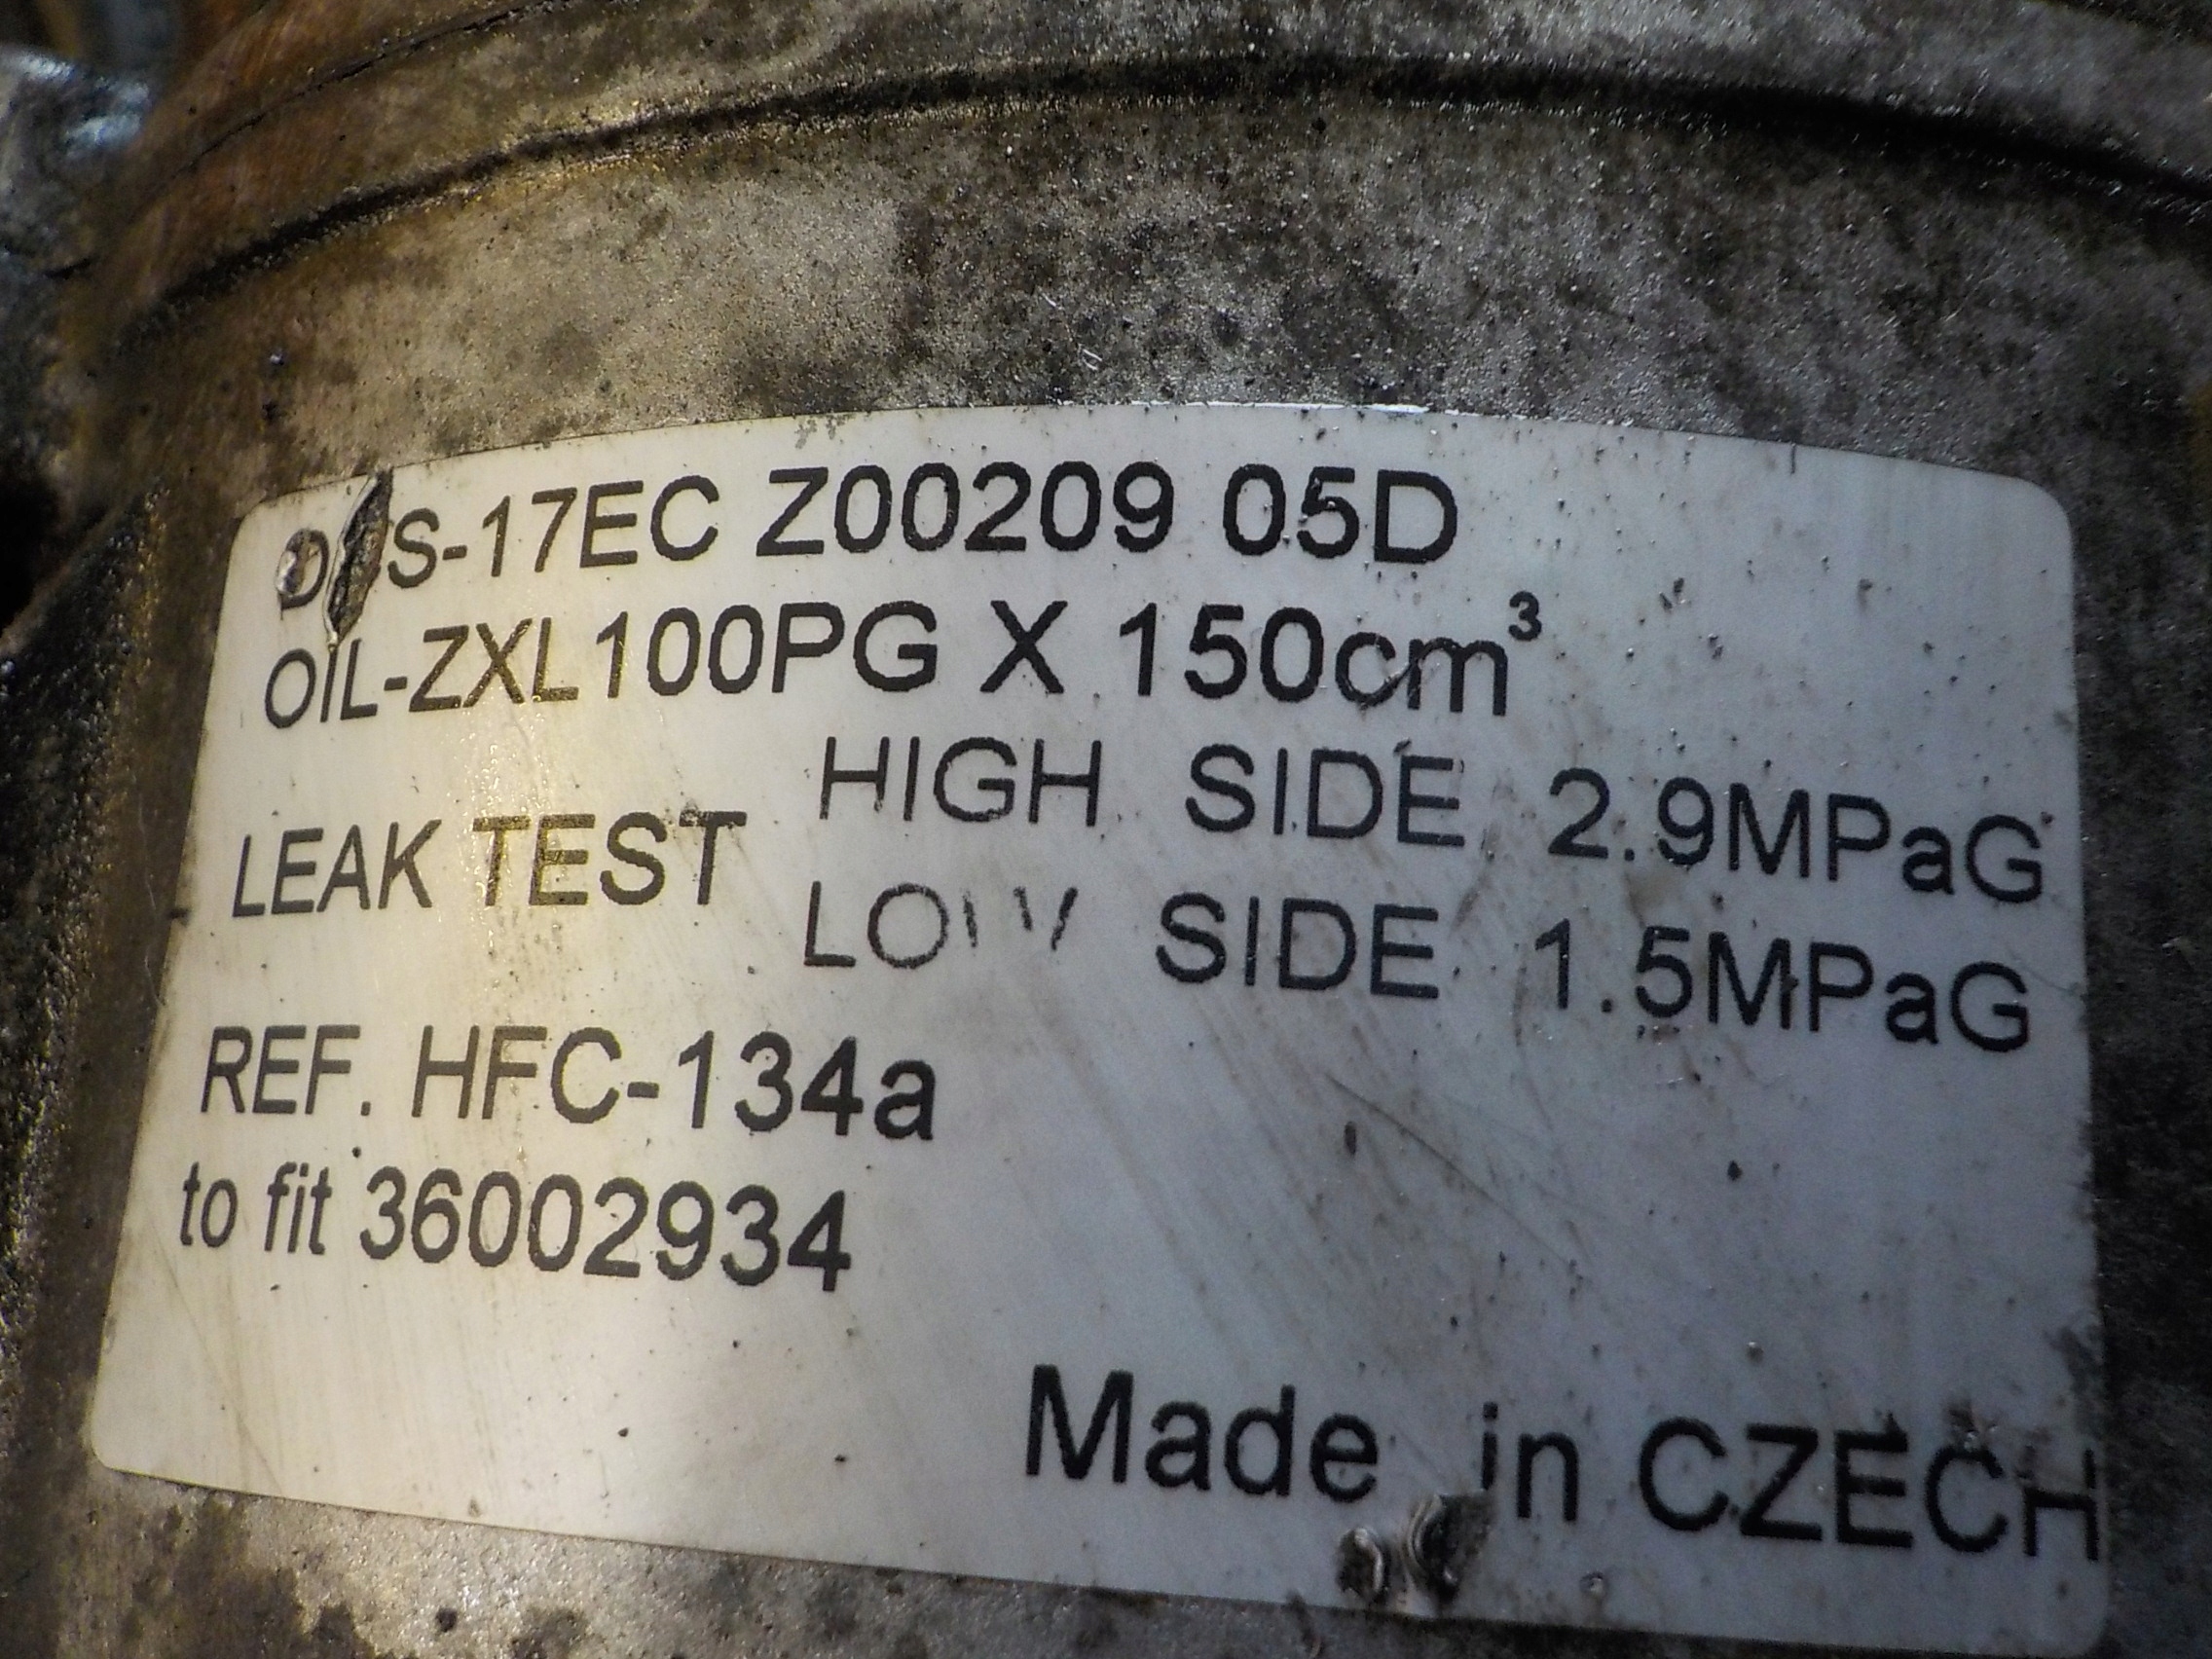 Z00209 05D
OIL-ZXL100PG X 150cm³
LEAK TEST HIGH SIDE 2.9MPaG
LOW SIDE 1.5MPaG
REF. HFC-134a
to fit 36002934
Made in CZECH